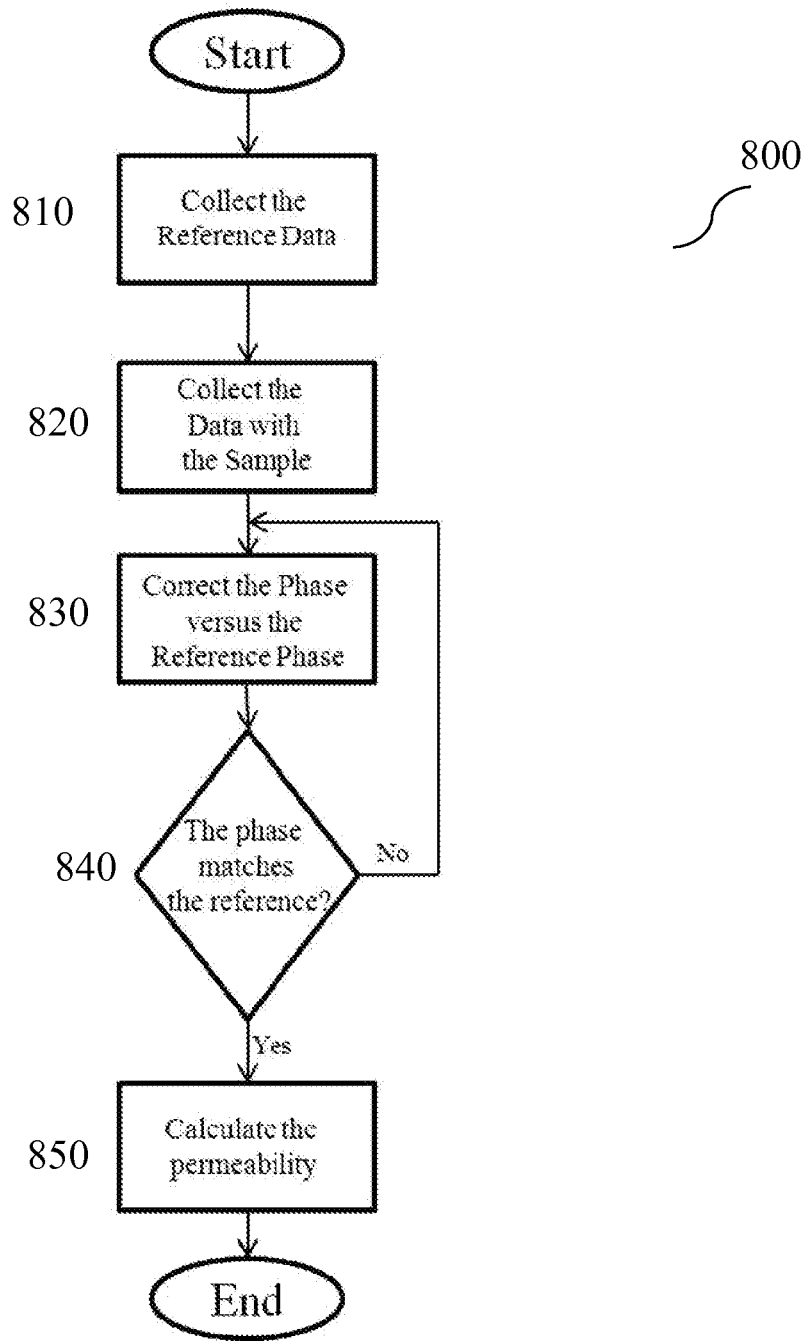 Start
800
810
Collect the
Reference Data
820
Collect the
Data with
the Sample
830
Correct the Phase
versus the
Reference Phase
840
The phase
matches
the reference?
No
Yes
850
Calculate the
permeability
End